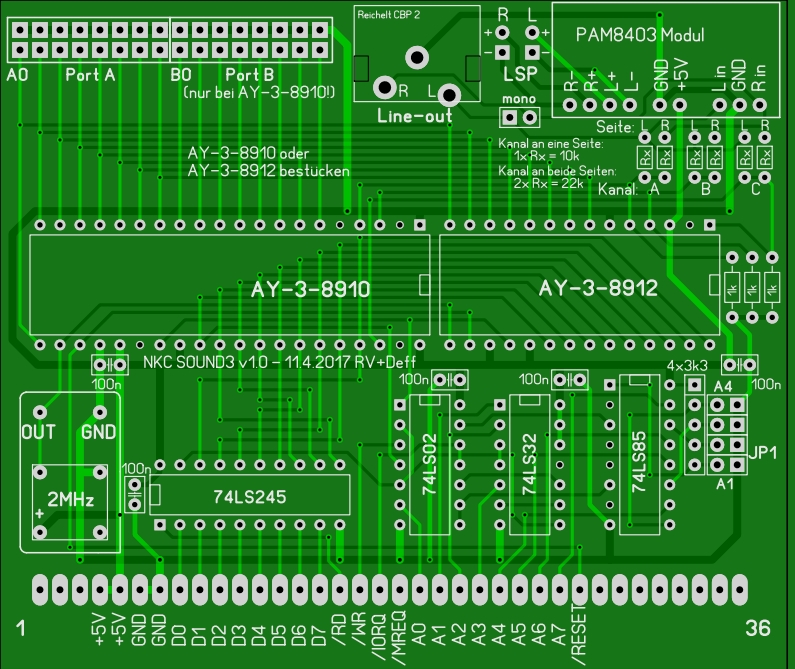 Reichelt CBP 2
R L
+ +
- -
LSP
PAM8403 Modul
R- R+ L+ L- GND +5V L in GND R in
A0 Port A B0 Port B
(nur bei AY-3-8910!)
R L
Line-out
mono
Seite: L R L R L R
AY-3-8910 oder
AY-3-8912 bestücken
Kanal an eine Seite:
1x Rx = 10k
Kanal an beide Seiten:
2x Rx = 22k
Rx Rx Rx Rx Rx Rx
Kanal: A B C
AY-3-8910
AY-3-8912
1k 1k 1k
NKC SOUND3 v1.0 - 11.4.2017 RV+Deff
100n
100n
100n
4x3k3
100n
A4
OUT GND
74LS02
74LS32
74LS85
JP1
A1
100n
2MHz
+
74LS245
1
+5V +5V GND GND D0 D1 D2 D3 D4 D5 D6 D7 /RD /WR /IORQ /MREQ A0 A1 A2 A3 A4 A5 A6 A7 /RESET
36